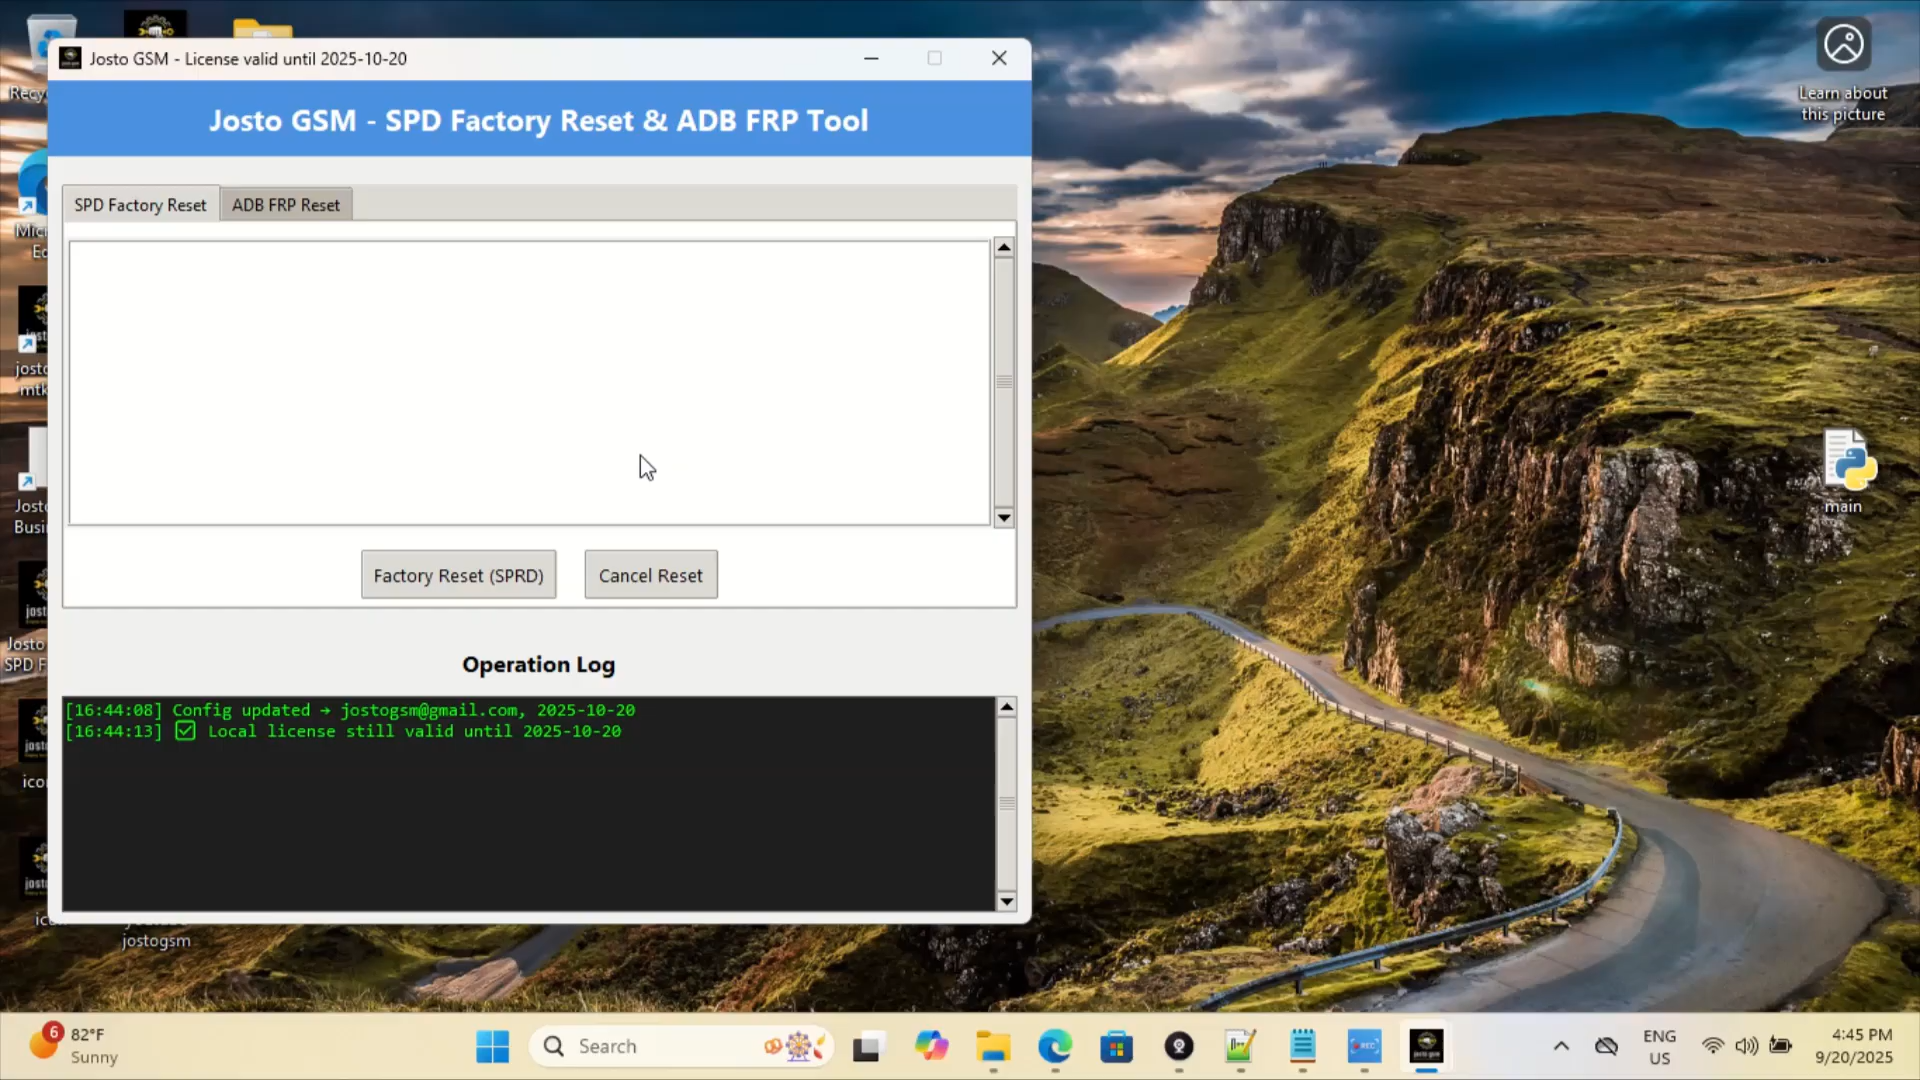 Josto GSM - License valid until 2025-10-20
Josto GSM - SPD Factory Reset & ADB FRP Tool
SPD Factory Reset
ADB FRP Reset
Factory Reset (SPRD)
Cancel Reset
Operation Log
[16:44:08] Config updated → jostogsm@gmail.com, 2025-10-20
[16:44:13] ✅ Local license still valid until 2025-10-20
jostogsm
Learn about
this picture
main
6
82°F
Sunny
Search
ENG
US
4:45 PM
9/20/2025